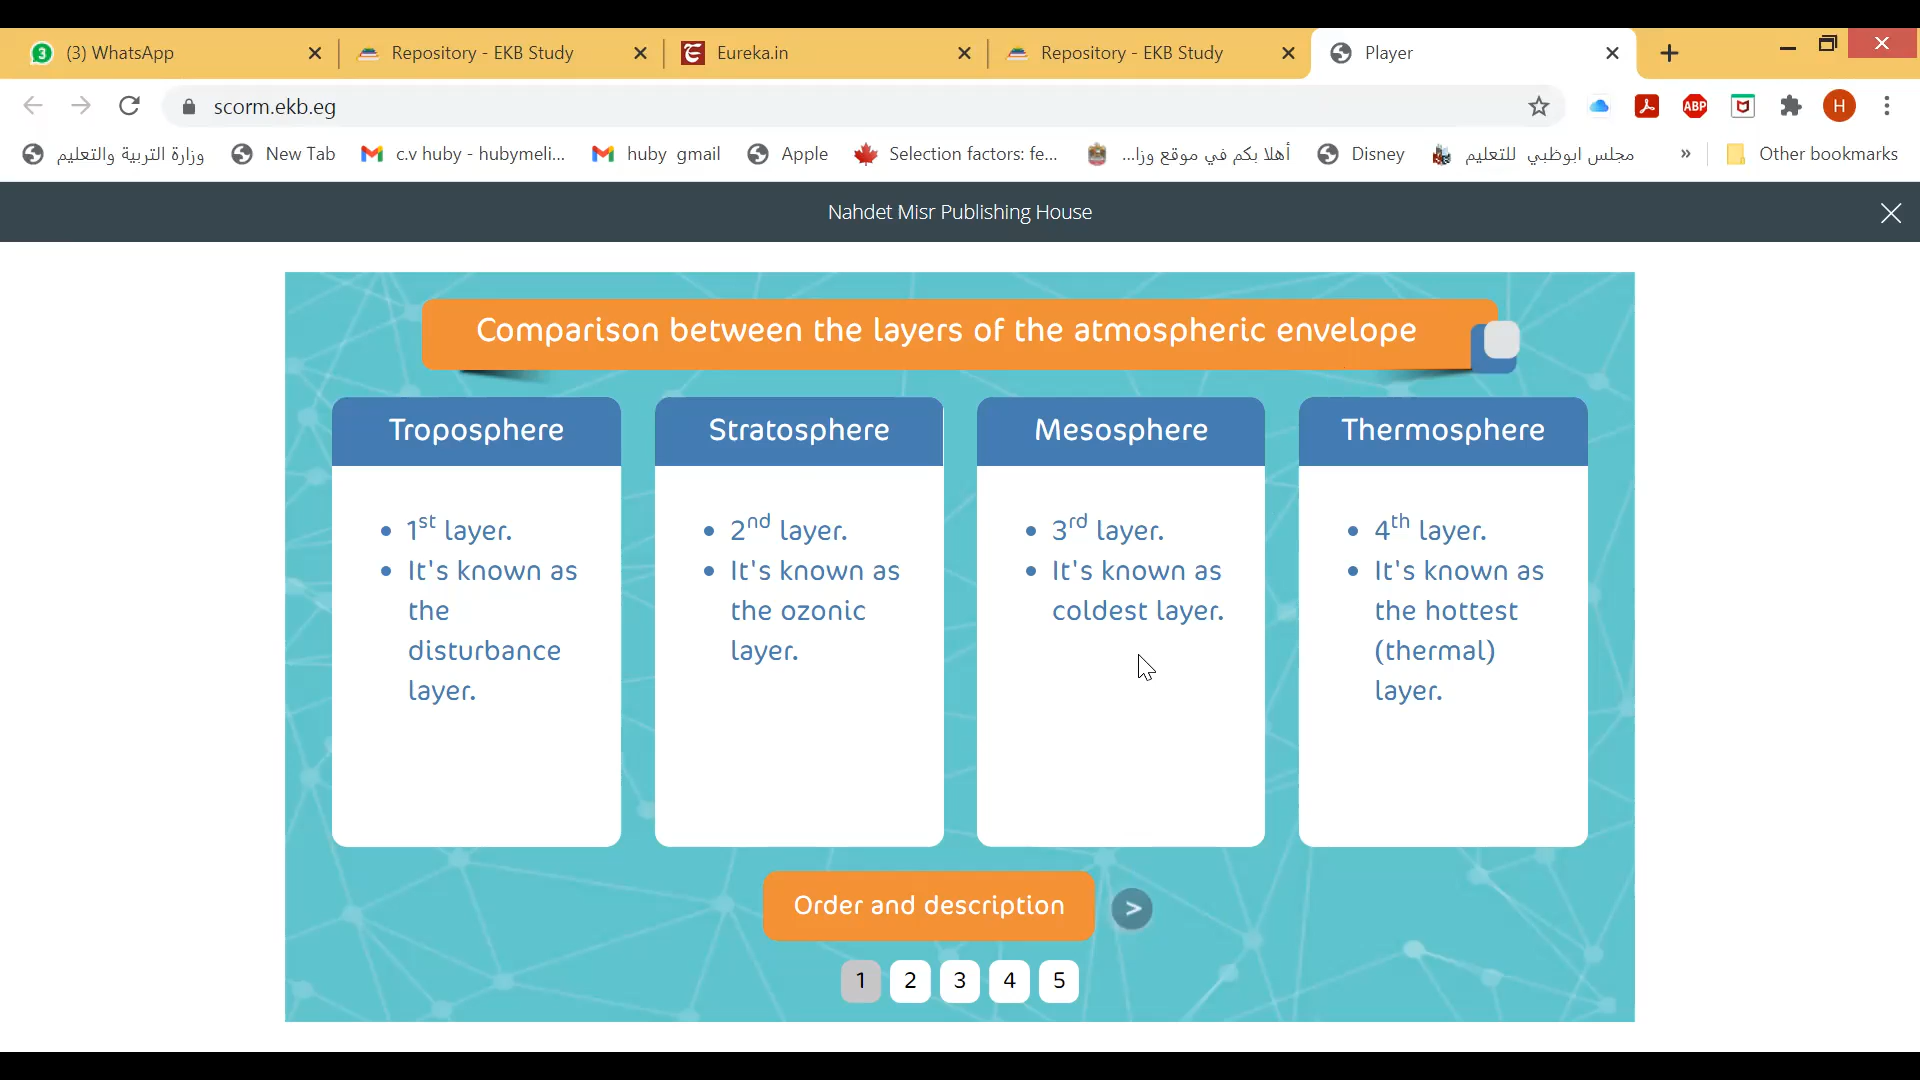 3 (3) WhatsApp Repository - EKB Study Eureka.in Repository - EKB Study Player
scorm.ekb.eg ABP H
وزارة التربية والتعليم New Tab c.v huby - hubymeli... huby gmail Apple Selection factors: fe... أهلا بكم في موقع وزا... Disney مجلس ابوظبي للتعليم » Other bookmarks
Nahdet Misr Publishing House
Comparison between the layers of the atmospheric envelope
Troposphere
1st layer.
It's known as
the
disturbance
layer.
Stratosphere
2nd layer.
It's known as
the ozonic
layer.
Mesosphere
3rd layer.
It's known as
coldest layer.
Thermosphere
4th layer.
It's known as
the hottest
(thermal)
layer.
Order and description >
1 2 3 4 5